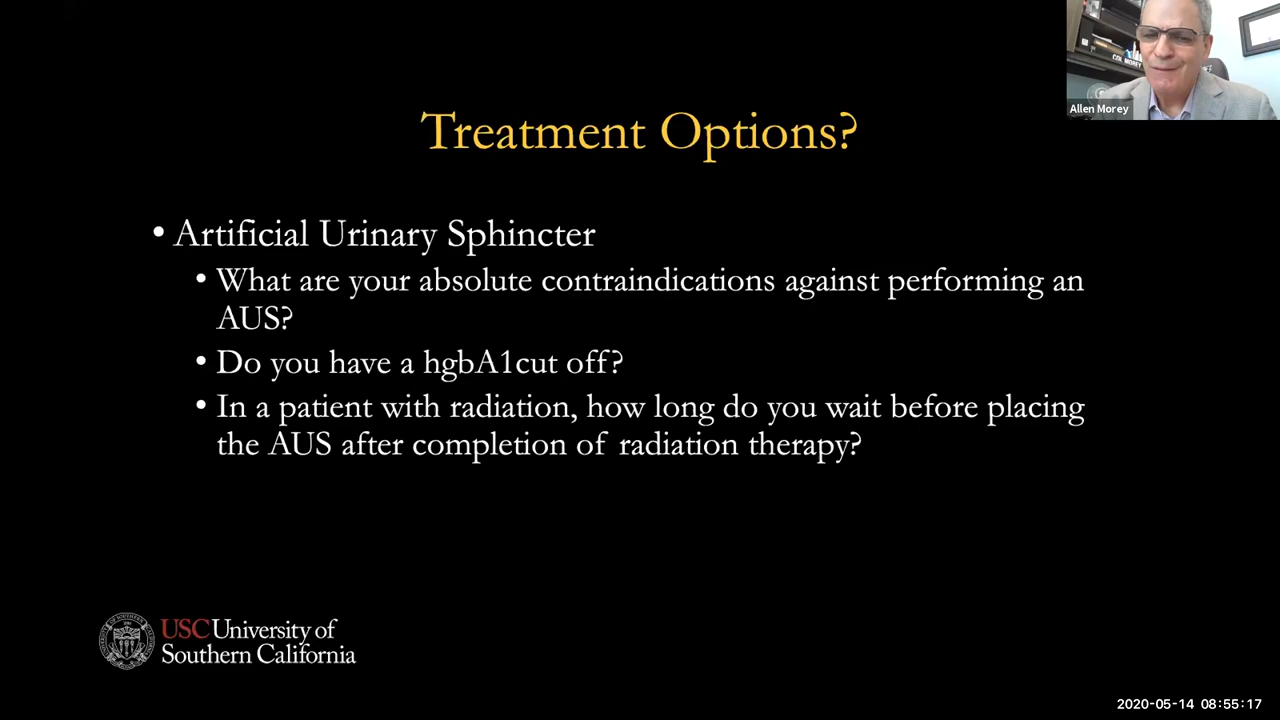 COL MOREY
Allen Morey
Treatment Options?
• Artificial Urinary Sphincter
• What are your absolute contraindications against performing an
AUS?
• Do you have a hgbA1cut off?
• In a patient with radiation, how long do you wait before placing
the AUS after completion of radiation therapy?
USC University of
Southern California
2020-05-14 08:55:17